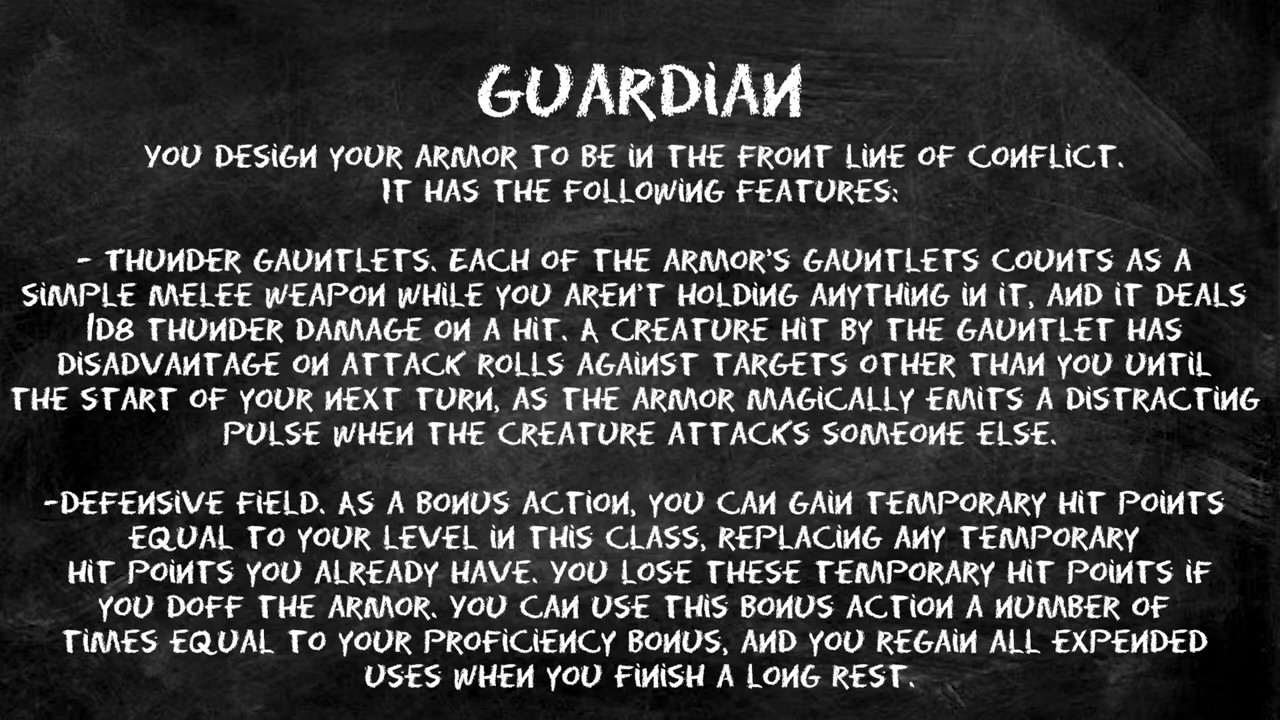 GUARDIAN
YOU DESIGN YOUR ARMOR TO BE IN THE FRONT LINE OF CONFLICT.
IT HAS THE FOLLOWING FEATURES:
- THUNDER GAUNTLETS. EACH OF THE ARMOR'S GAUNTLETS COUNTS AS A
SIMPLE MELEE WEAPON WHILE YOU AREN'T HOLDING ANYTHING IN IT, AND IT DEALS
1D8 THUNDER DAMAGE ON A HIT. A CREATURE HIT BY THE GAUNTLET HAS
DISADVANTAGE ON ATTACK ROLLS AGAINST TARGETS OTHER THAN YOU UNTIL
THE START OF YOUR NEXT TURN, AS THE ARMOR MAGICALLY EMITS A DISTRACTING
PULSE WHEN THE CREATURE ATTACKS SOMEONE ELSE.
-DEFENSIVE FIELD. AS A BONUS ACTION, YOU CAN GAIN TEMPORARY HIT POINTS
EQUAL TO YOUR LEVEL IN THIS CLASS, REPLACING ANY TEMPORARY
HIT POINTS YOU ALREADY HAVE. YOU LOSE THESE TEMPORARY HIT POINTS IF
YOU DOFF THE ARMOR. YOU CAN USE THIS BONUS ACTION A NUMBER OF
TIMES EQUAL TO YOUR PROFICIENCY BONUS, AND YOU REGAIN ALL EXPENDED
USES WHEN YOU FINISH A LONG REST.